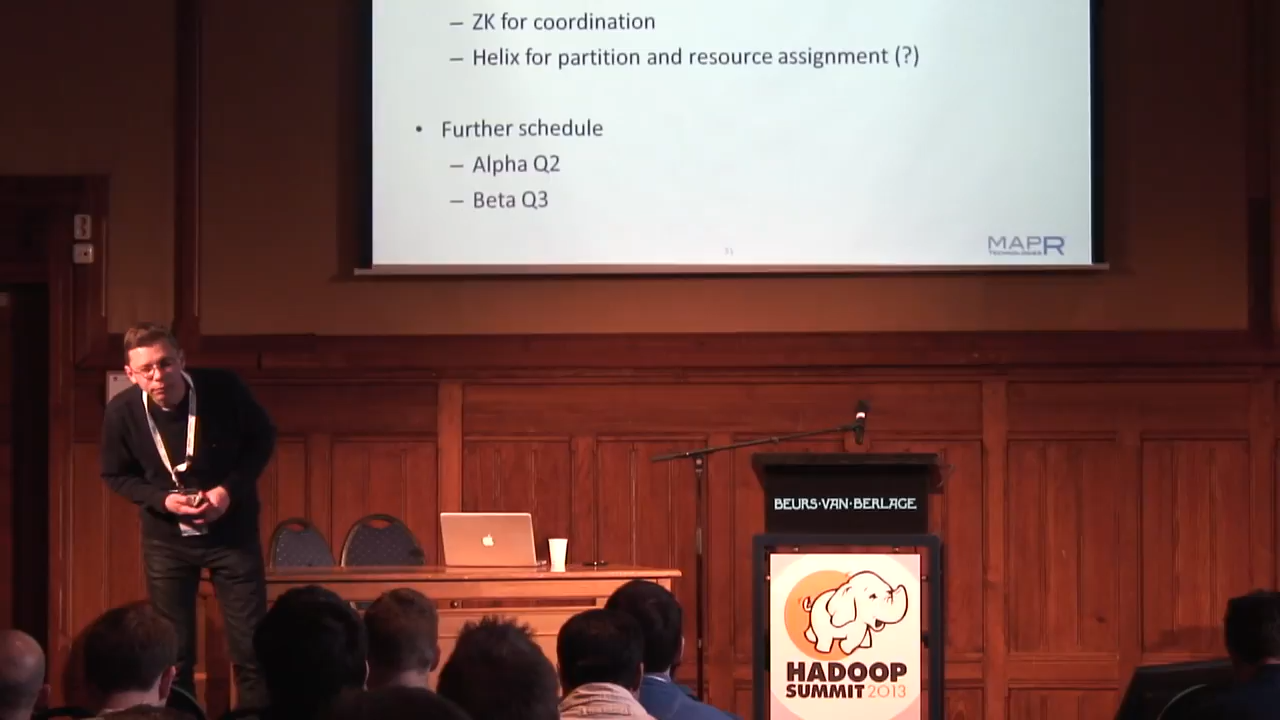 – ZK for coordination
– Helix for partition and resource assignment (?)
• Further schedule
– Alpha Q2
– Beta Q3
MAPR
TECHNOLOGIES
BEURS·VAN·BERLAGE
HADOOP
SUMMIT 2013